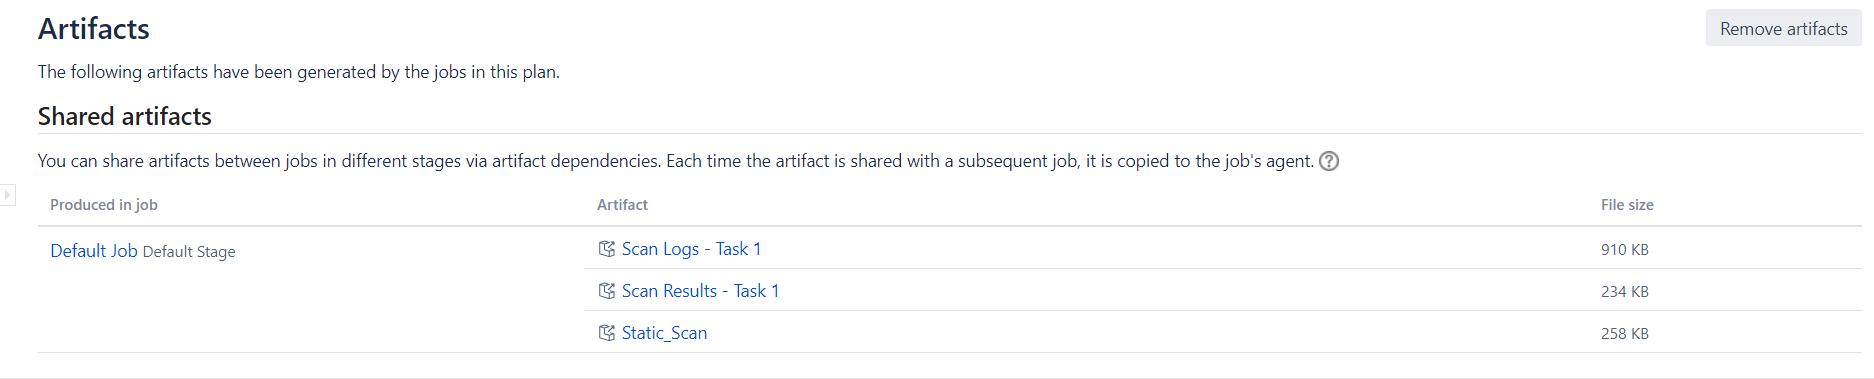 Artifacts
Remove artifacts
The following artifacts have been generated by the jobs in this plan.
Shared artifacts
You can share artifacts between jobs in different stages via artifact dependencies. Each time the artifact is shared with a subsequent job, it is copied to the job's agent. ?
Produced in job Artifact File size
Default Job Default Stage Scan Logs - Task 1 910 KB
Scan Results - Task 1 234 KB
Static_Scan 258 KB